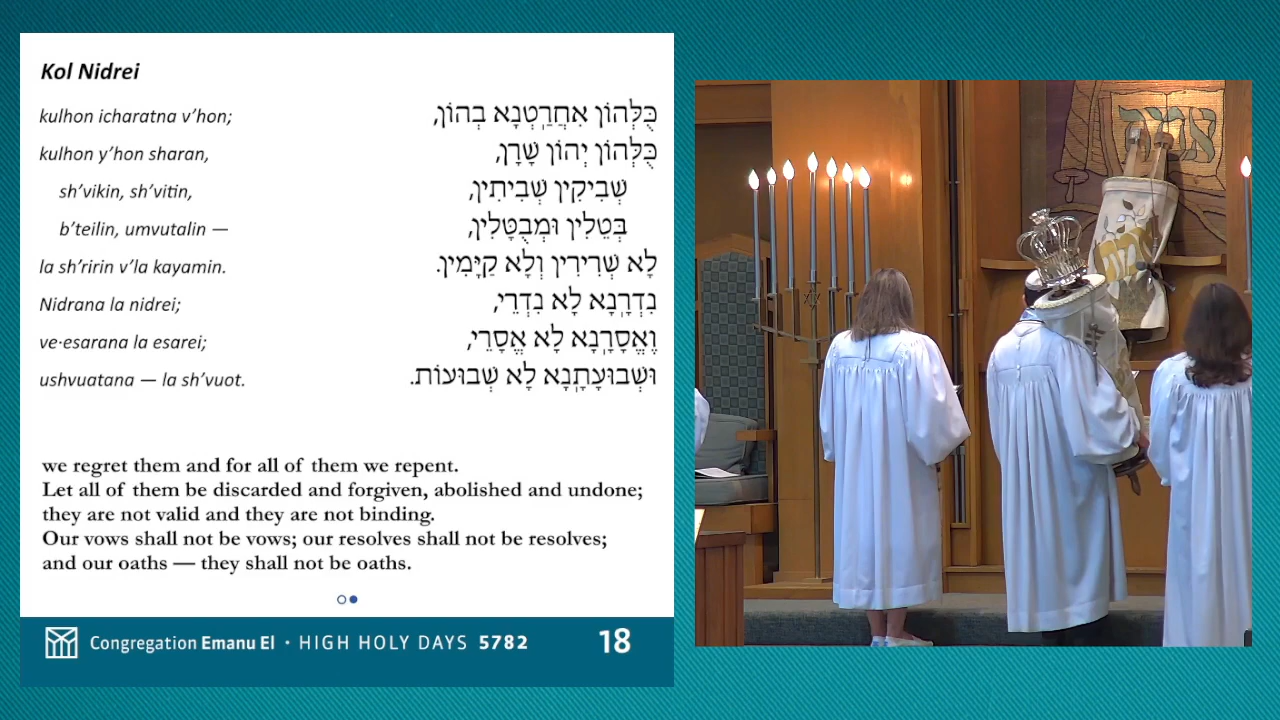 Kol Nidrei
kulhon icharatna v’hon;
כֻּלְּהוֹן אִחֲרַֽטְנָא בְהוֹן,
kulhon y’hon sharan,
כֻּלְּהוֹן יְהוֹן שָׁרָן,
sh’vikin, sh’vitin,
שְׁבִיקִין שְׁבִיתִין,
b’teilin, umvutalin —
בְּטֵלִין וּמְבֻטָּלִין,
la sh’ririn v’la kayamin.
לָא שְׁרִירִין וְלָא קַיָּמִין.
Nidrana la nidrei;
נִדְרָֽנָא לָא נִדְרֵי,
ve·esarana la esarei;
וֶאֱסָרָֽנָא לָא אֱסָרֵי,
ushvuatana — la sh’vuot.
וּשְׁבוּעָתָֽנָא לָא שְׁבוּעוֹת.
we regret them and for all of them we repent.
Let all of them be discarded and forgiven, abolished and undone;
they are not valid and they are not binding.
Our vows shall not be vows; our resolves shall not be resolves;
and our oaths — they shall not be oaths.
Congregation Emanu El · HIGH HOLY DAYS 5782 18